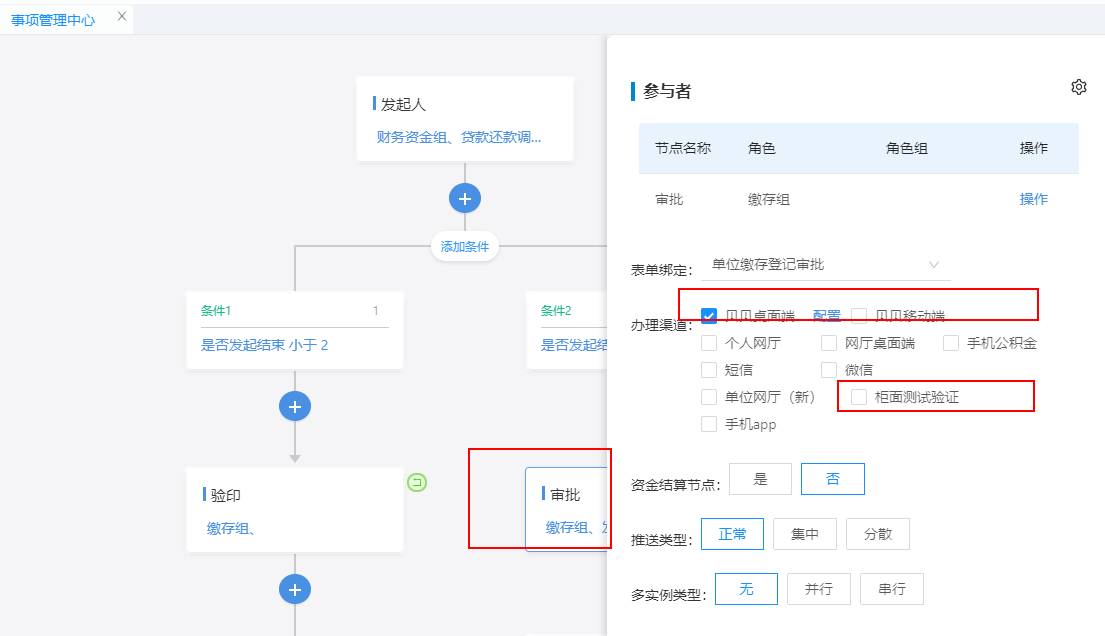 事项管理中心
发起人
财务资金组、贷款还款调...
添加条件
条件1 1
是否发起结束 小于 2
条件2
是否发起结
验印
缴存组、
审批
缴存组、
参与者
节点名称 角色 角色组 操作
审批 缴存组 操作
表单绑定: 单位缴存登记审批
办理渠道: 贝贝桌面端 配置 贝贝移动端
个人网厅 网厅桌面端 手机公积金
短信 微信
单位网厅（新） 柜面测试验证
手机app
资金结算节点: 是 否
推送类型: 正常 集中 分散
多实例类型: 无 并行 串行